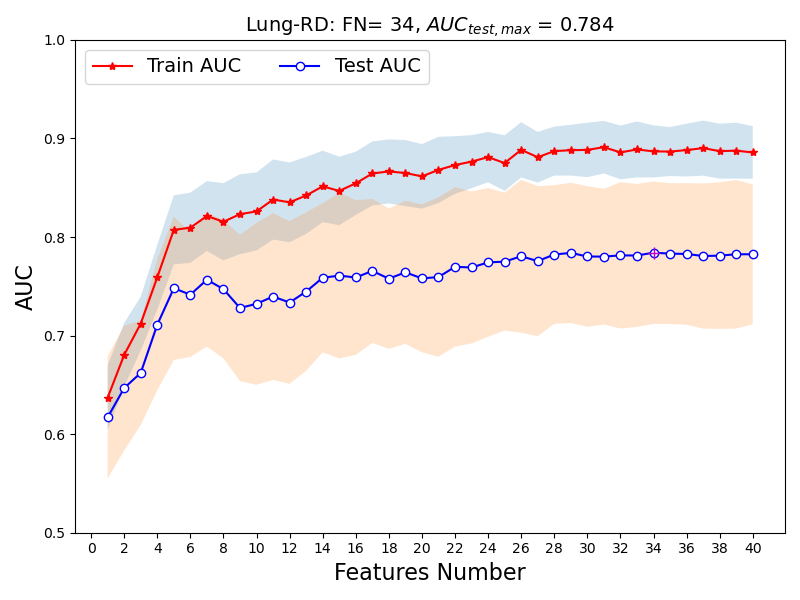 Lung-RD: FN= 34, AUC_test,max = 0.784
Train AUC
Test AUC
AUC
1.0
0.9
0.8
0.7
0.6
0.5
0 2 4 6 8 10 12 14 16 18 20 22 24 26 28 30 32 34 36 38 40
Features Number